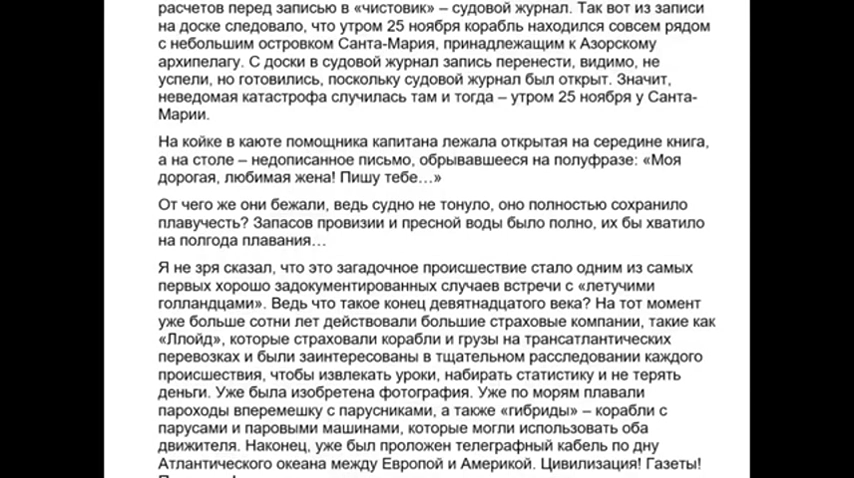 расчетов перед записью в «чистовик» – судовой журнал. Так вот из записи
на доске следовало, что утром 25 ноября корабль находился совсем рядом
с небольшим островком Санта-Мария, принадлежащим к Азорскому
архипелагу. С доски в судовой журнал запись перенести, видимо, не
успели, но готовились, поскольку судовой журнал был открыт. Значит,
неведомая катастрофа случилась там и тогда – утром 25 ноября у Санта-
Марии.
На койке в каюте помощника капитана лежала открытая на середине книга,
а на столе – недописанное письмо, обрывавшееся на полуфразе: «Моя
дорогая, любимая жена! Пишу тебе…»
От чего же они бежали, ведь судно не тонуло, оно полностью сохранило
плавучесть? Запасов провизии и пресной воды было полно, их бы хватило
на полгода плавания…
Я не зря сказал, что это загадочное происшествие стало одним из самых
первых хорошо задокументированных случаев встречи с «летучими
голландцами». Ведь что такое конец девятнадцатого века? На тот момент
уже больше сотни лет действовали большие страховые компании, такие как
«Ллойд», которые страховали корабли и грузы на трансатлантических
перевозках и были заинтересованы в тщательном расследовании каждого
происшествия, чтобы извлекать уроки, набирать статистику и не терять
деньги. Уже была изобретена фотография. Уже по морям плавали
пароходы вперемешку с парусниками, а также «гибриды» – корабли с
парусами и паровыми машинами, которые могли использовать оба
движителя. Наконец, уже был проложен телеграфный кабель по дну
Атлантического океана между Европой и Америкой. Цивилизация! Газеты!